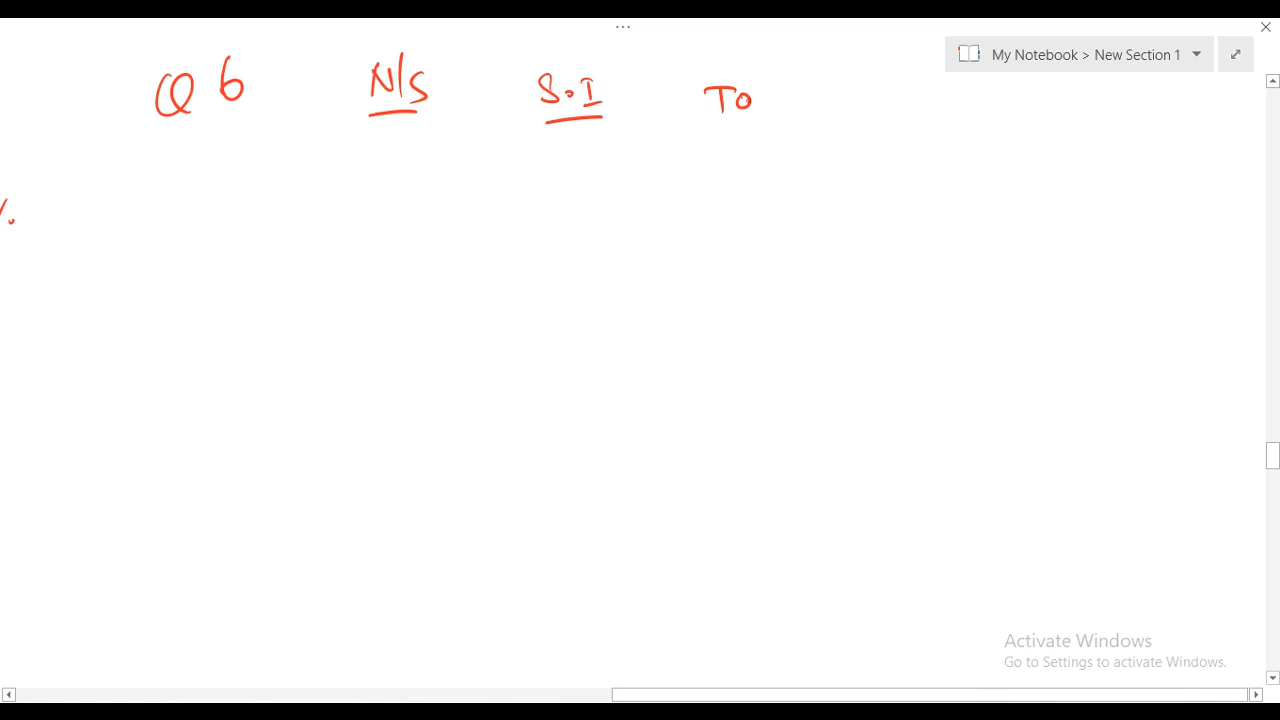 My Notebook > New Section 1
Q 6 N/S S.I To
%.
Activate Windows
Go to Settings to activate Windows.